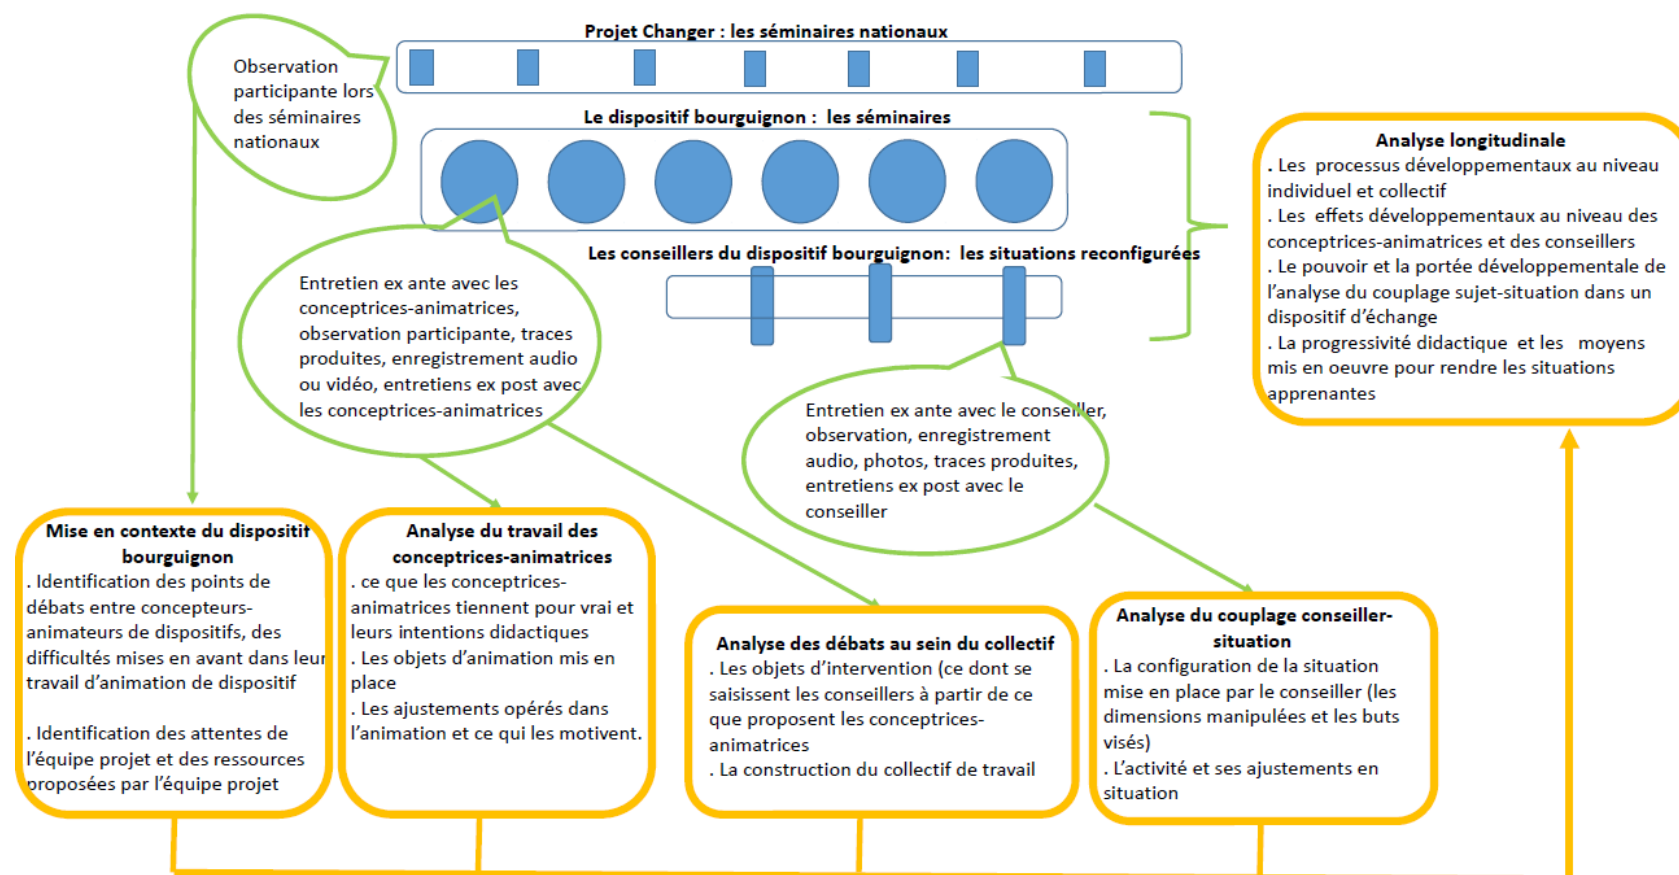 Projet Changer : les séminaires nationaux
Observation
participante lors
des séminaires
nationaux
Le dispositif bourguignon : les séminaires
Les conseillers du dispositif bourguignon: les situations reconfigurées
Entretien ex ante avec les
conceptrices-animatrices,
observation participante, traces
produites, enregistrement audio
ou vidéo, entretiens ex post avec
les conceptrices-animatrices
Entretien ex ante avec le conseiller,
observation, enregistrement
audio, photos, traces produites,
entretiens ex post avec le
conseiller
Analyse longitudinale
. Les processus développementaux au niveau
individuel et collectif
. Les effets développementaux au niveau des
conceptrices-animatrices et des conseillers
. Le pouvoir et la portée développementale de
l’analyse du couplage sujet-situation dans un
dispositif d’échange
. La progressivité didactique et les moyens
mis en oeuvre pour rendre les situations
apprenantes
Mise en contexte du dispositif
bourguignon
. Identification des points de
débats entre concepteurs-
animateurs de dispositifs, des
difficultés mises en avant dans leur
travail d’animation de dispositif
. Identification des attentes de
l’équipe projet et des ressources
proposées par l’équipe projet
Analyse du travail des
conceptrices-animatrices
. ce que les conceptrices-
animatrices tiennent pour vrai et
leurs intentions didactiques
. Les objets d’animation mis en
place
. Les ajustements opérés dans
l’animation et ce qui les motivent.
Analyse des débats au sein du collectif
. Les objets d’intervention (ce dont se
saisissent les conseillers à partir de ce
que proposent les conceptrices-
animatrices
. La construction du collectif de travail
Analyse du couplage conseiller-
situation
. La configuration de la situation
mise en place par le conseiller (les
dimensions manipulées et les buts
visés)
. L’activité et ses ajustements en
situation